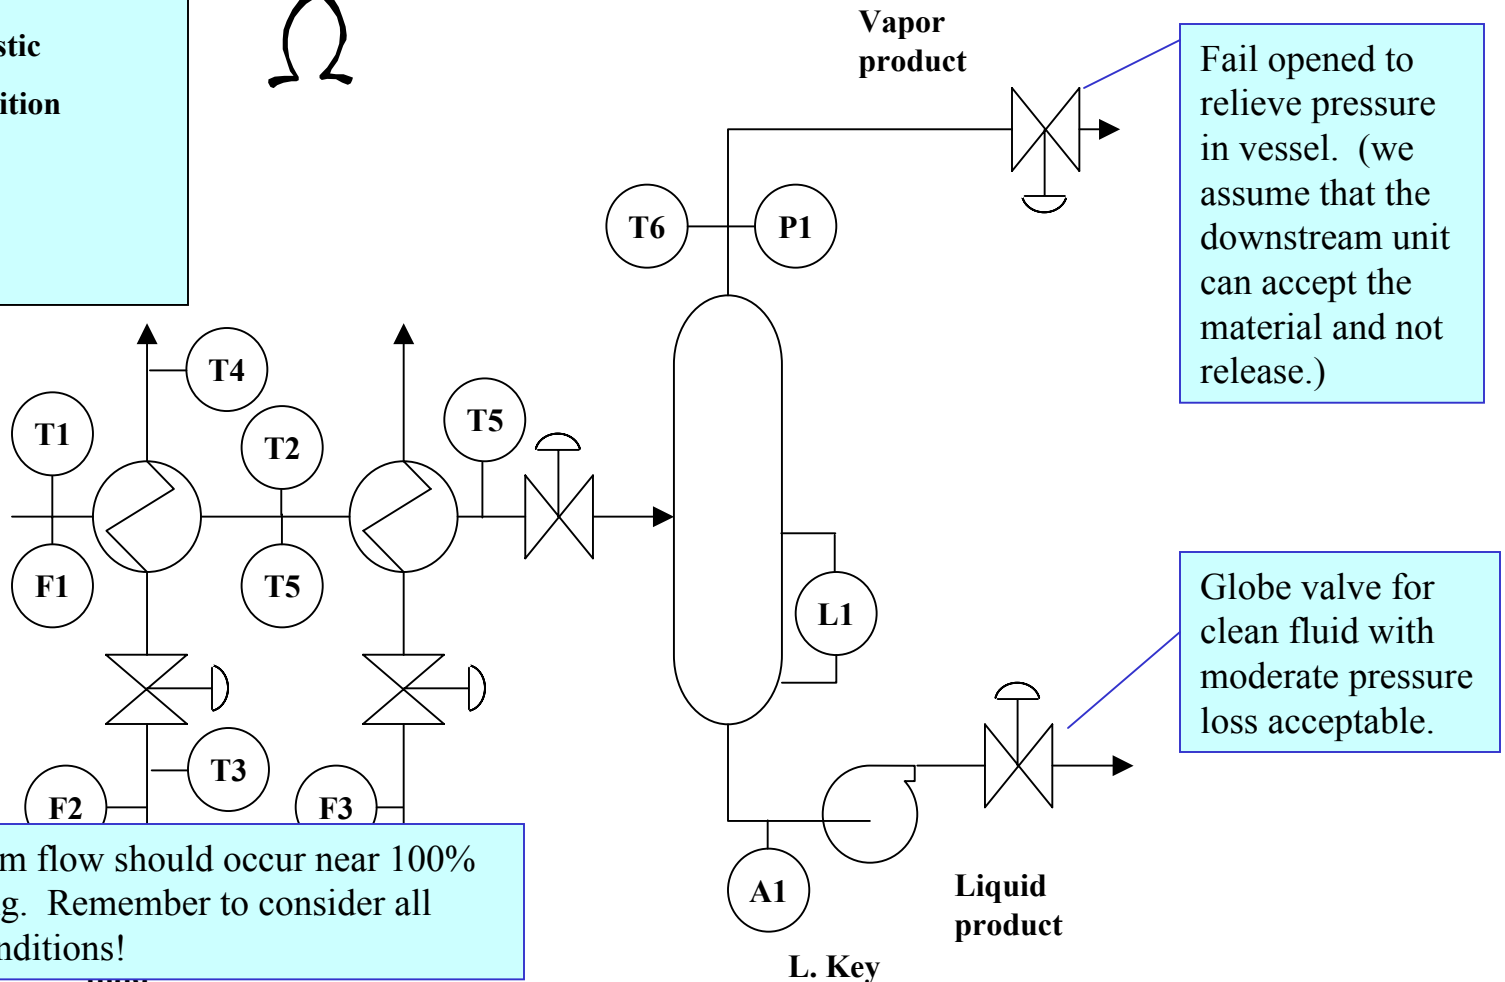 stic
ition
Vapor
product
Fail opened to
relieve pressure
in vessel. (we
assume that the
downstream unit
can accept the
material and not
release.)
T6
P1
T4
T1
T2
T5
F1
T5
L1
Globe valve for
clean fluid with
moderate pressure
loss acceptable.
T3
F2
F3
m flow should occur near 100%
g. Remember to consider all
nditions!
A1
Liquid
product
L. Key